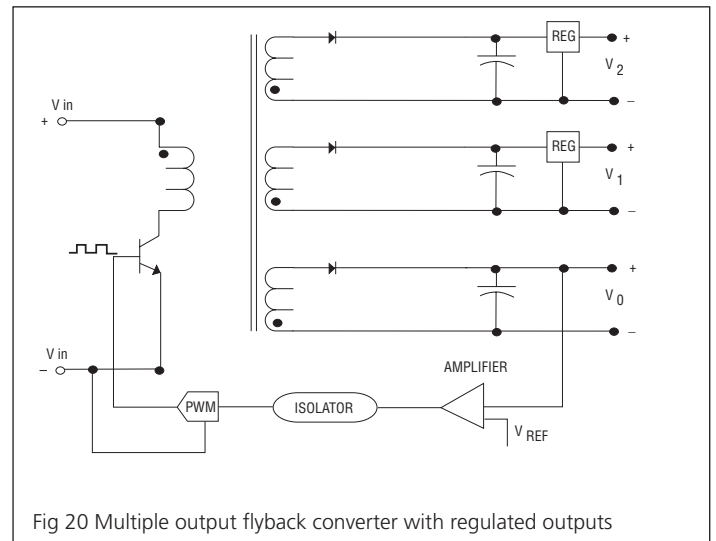 REG
+
V 2
−
V in
+
REG
+
V 1
−
+
V 0
−
V in
−
AMPLIFIER
PWM
ISOLATOR
V REF
Fig 20 Multiple output flyback converter with regulated outputs